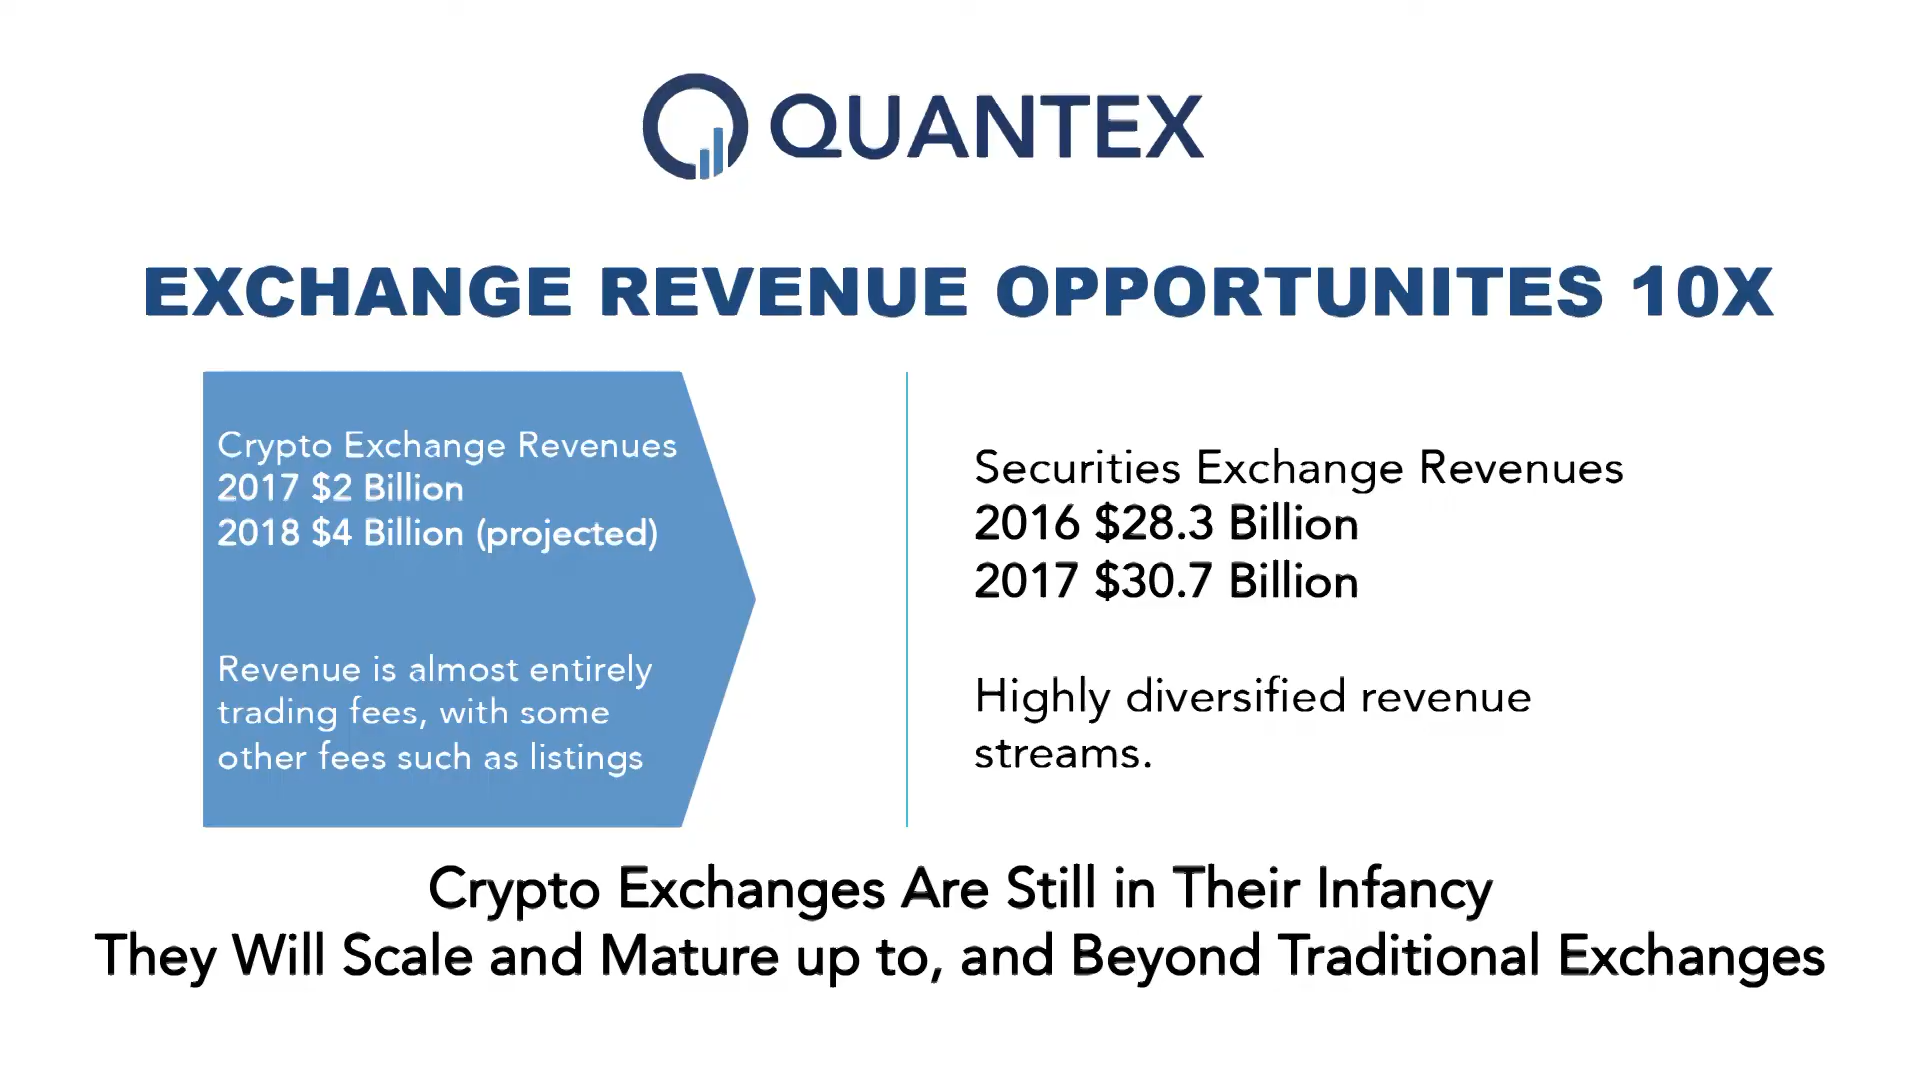 QUANTEX
EXCHANGE REVENUE OPPORTUNITES 10X
Crypto Exchange Revenues
2017 $2 Billion
2018 $4 Billion (projected)
Revenue is almost entirely
trading fees, with some
other fees such as listings
Securities Exchange Revenues
2016 $28.3 Billion
2017 $30.7 Billion
Highly diversified revenue
streams.
Crypto Exchanges Are Still in Their Infancy
They Will Scale and Mature up to, and Beyond Traditional Exchanges